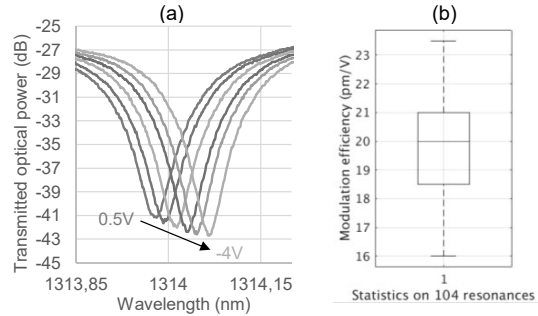 (a)
Transmitted optical power (dB)
-25
-27
-29
-31
-33
-35
-37
-39
-41
-43
-45
0.5V
-4V
1313,85
1314
1314,15
Wavelength (nm)
(b)
Modulation efficiency (pm/V)
23
22
21
20
19
18
17
16
1
Statistics on 104 resonances